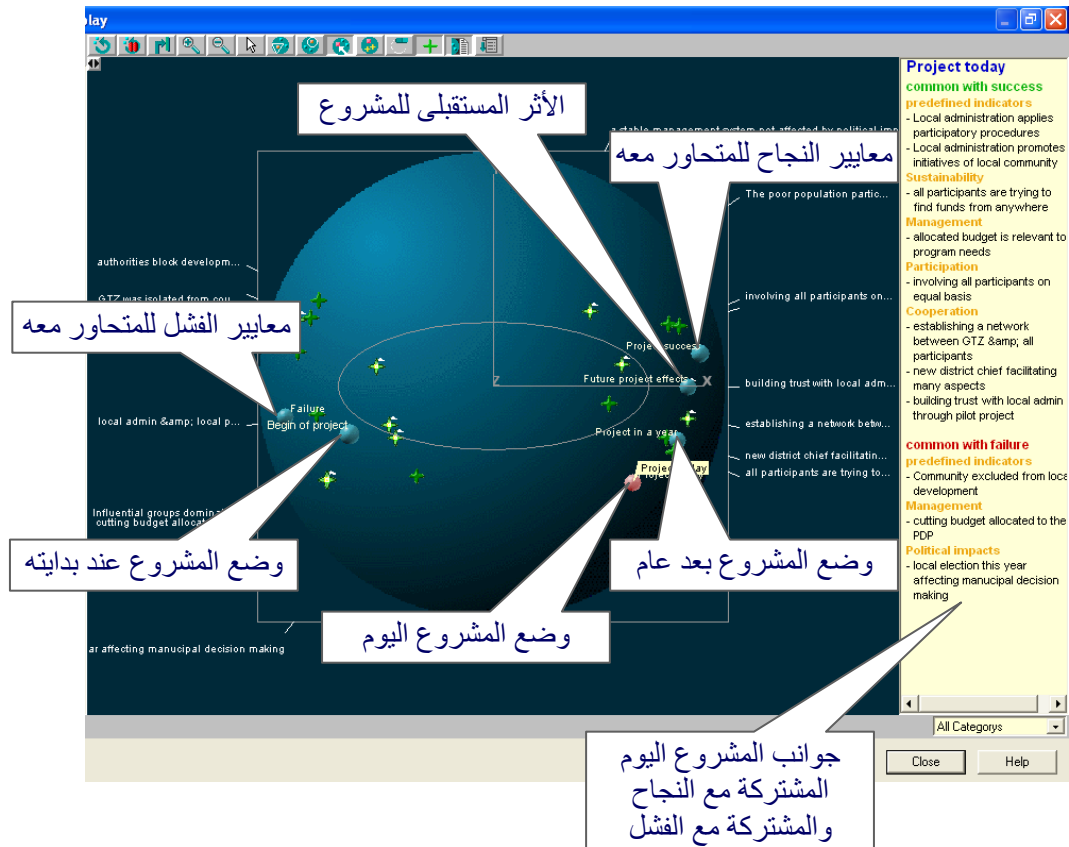 lay
الأثر المستقبلى للمشروع
معايير النجاح للمتحاور معه
a stable management system not affected by political imp
The poor population partic...
authorities block developm...
GTZ was isolated from cou
involving all participants on...
معايير الفشل للمتحاور معه
Project success
Future project effects
X
Z
building trust with local adm...
Failure
Begin of project
local admin &amp; local p...
establishing a network betw...
Project in a year
new district chief facilitatin...
all participants are trying to...
Influential groups domina
cutting budget allocat
وضع المشروع عند بدايته
وضع المشروع بعد عام
وضع المشروع اليوم
ar affecting manucipal decision making
Project today
common with success
predefined indicators
- Local administration applies
participatory procedures
- Local administration promotes
initiatives of local community
Sustainability
- all participants are trying to
find funds from anywhere
Management
- allocated budget is relevant to
program needs
Participation
- involving all participants on
equal basis
Cooperation
- establishing a network
between GTZ &amp; all
participants
- new district chief facilitating
many aspects
- building trust with local admin
through pilot project
common with failure
predefined indicators
- Community excluded from loca
development
Management
- cutting budget allocated to the
PDP
Political impacts
- local election this year
affecting manucipal decision
making
All Categorys
Close
Help
جوانب المشروع اليوم
المشتركة مع النجاح
والمشتركة مع الفشل